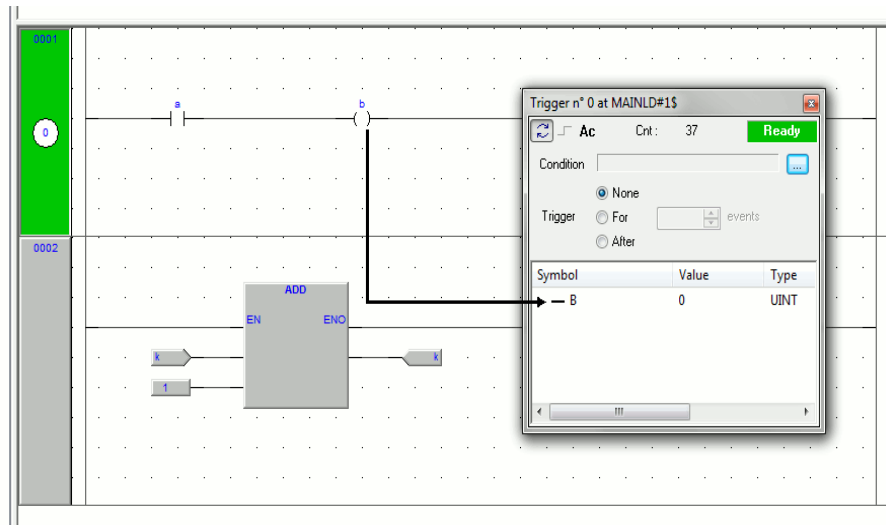 0001
a
b
0
0002
ADD
EN
ENO
k
k
1
Trigger n° 0 at MAINLD#1$
Ac Cnt: 37 Ready
Condition ...
None
Trigger For events
After
Symbol Value Type
B 0 UINT